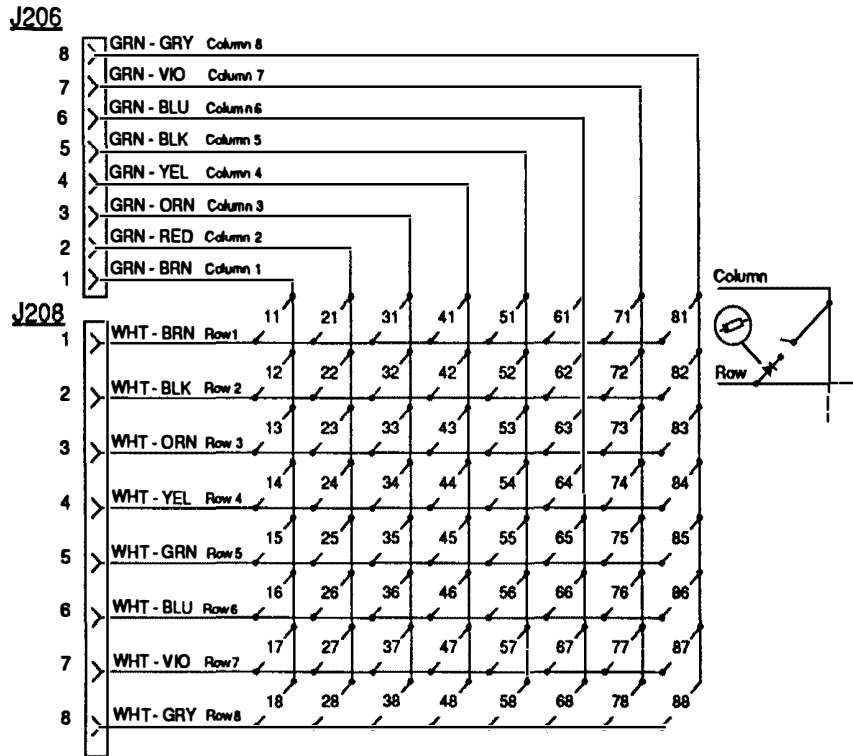 J206
8 GRN - GRY Column 8
7 GRN - VIO Column 7
6 GRN - BLU Column 6
5 GRN - BLK Column 5
4 GRN - YEL Column 4
3 GRN - ORN Column 3
2 GRN - RED Column 2
1 GRN - BRN Column 1
Column
J208
11 21 31 41 51 61 71 81
1 WHT - BRN Row 1
Row
12 22 32 42 52 62 72 82
2 WHT - BLK Row 2
13 23 33 43 53 63 73 83
3 WHT - ORN Row 3
14 24 34 44 54 64 74 84
4 WHT - YEL Row 4
15 25 35 45 55 65 75 85
5 WHT - GRN Row 5
16 26 36 46 56 66 76 86
6 WHT - BLU Row 6
17 27 37 47 57 67 77 87
7 WHT - VIO Row 7
18 28 38 48 58 68 78 88
8 WHT - GRY Row 8